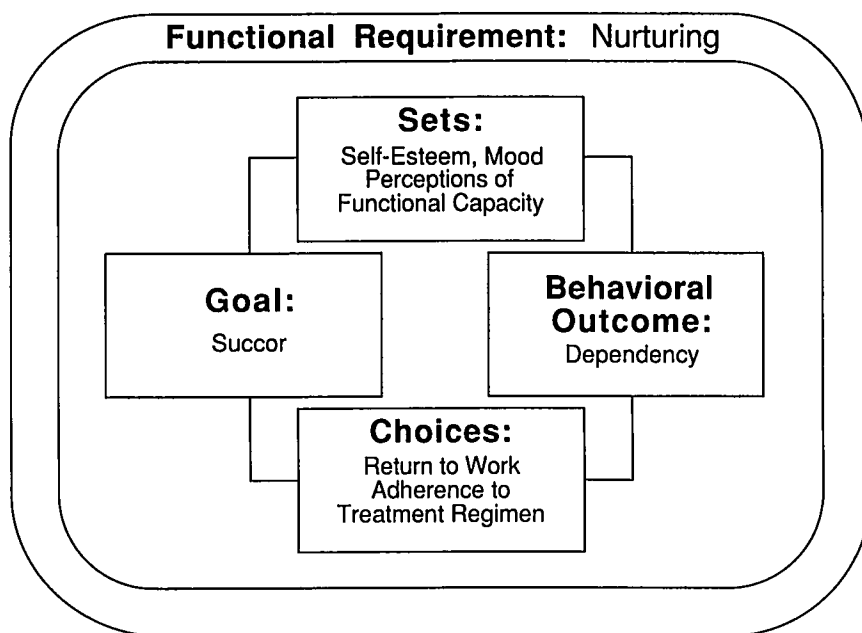 Functional Requirement: Nurturing
Sets:
Self-Esteem, Mood
Perceptions of
Functional Capacity
Goal:
Succor
Behavioral
Outcome:
Dependency
Choices:
Return to Work
Adherence to
Treatment Regimen